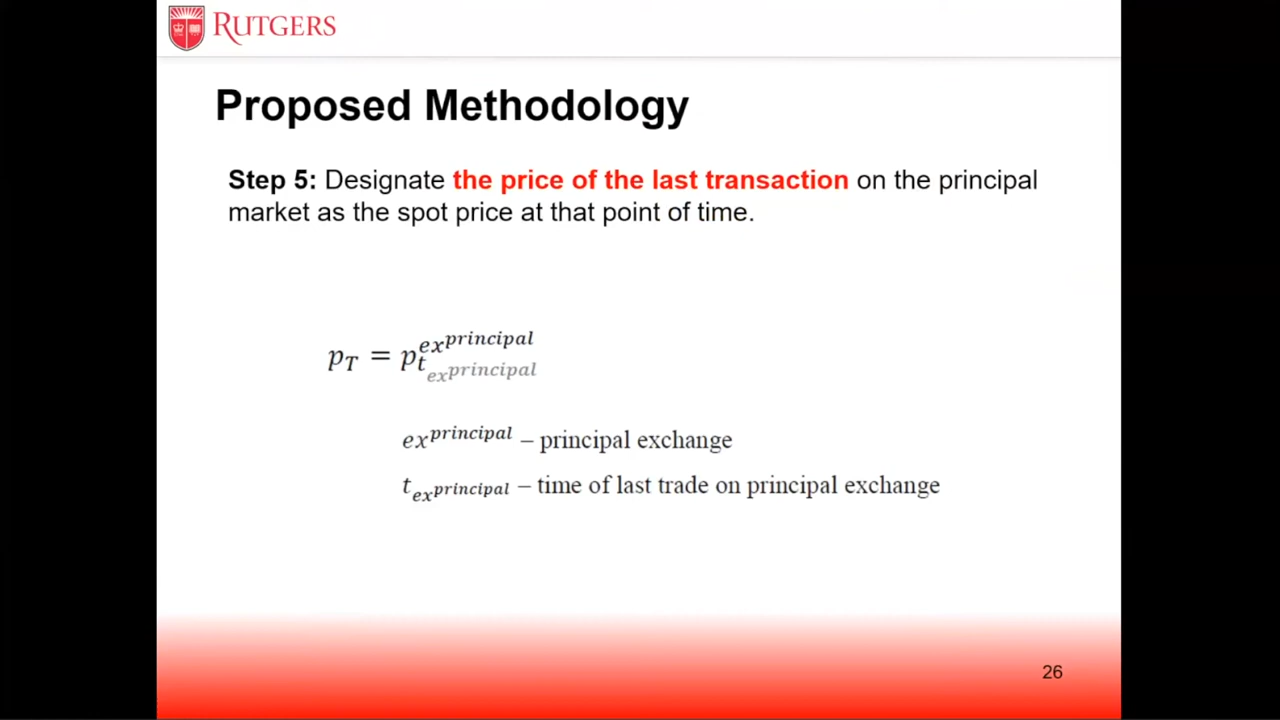 RUTGERS
Proposed Methodology
Step 5: Designate the price of the last transaction on the principal
market as the spot price at that point of time.
p_T = p_{t_{ex^{principal}}}^{ex^{principal}}
ex^{principal} – principal exchange
t_{ex^{principal}} – time of last trade on principal exchange
26